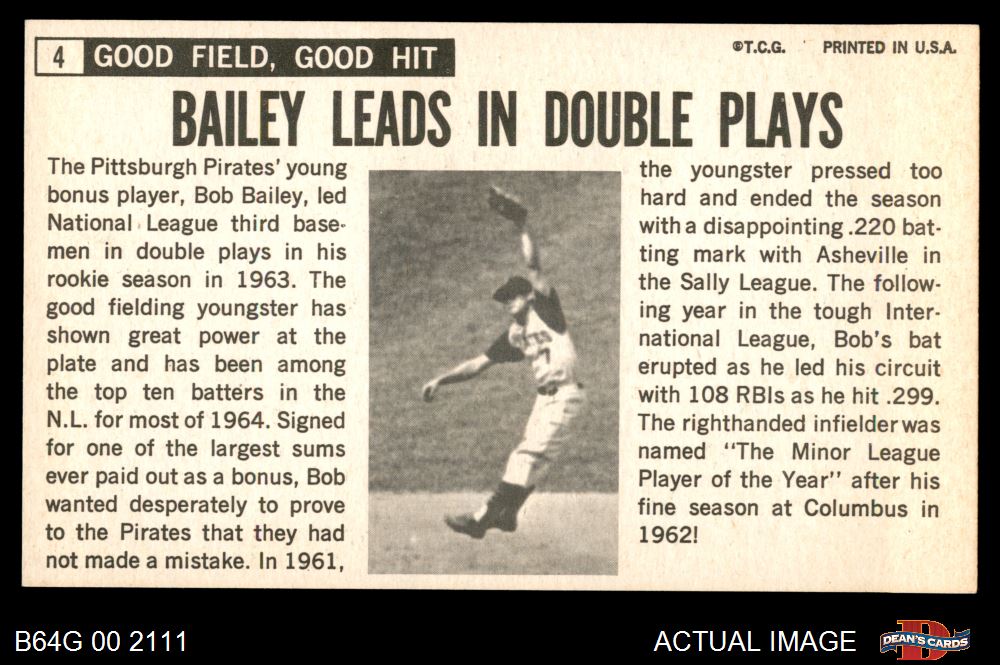 4 GOOD FIELD, GOOD HIT
©T.C.G. PRINTED IN U.S.A.
BAILEY LEADS IN DOUBLE PLAYS
The Pittsburgh Pirates' young
bonus player, Bob Bailey, led
National League third base-
men in double plays in his
rookie season in 1963. The
good fielding youngster has
shown great power at the
plate and has been among
the top ten batters in the
N.L. for most of 1964. Signed
for one of the largest sums
ever paid out as a bonus, Bob
wanted desperately to prove
to the Pirates that they had
not made a mistake. In 1961,
the youngster pressed too
hard and ended the season
with a disappointing .220 bat-
ting mark with Asheville in
the Sally League. The follow-
ing year in the tough Inter-
national League, Bob's bat
erupted as he led his circuit
with 108 RBIs as he hit .299.
The righthanded infielder was
named "The Minor League
Player of the Year" after his
fine season at Columbus in
1962!
B64G 00 2111
ACTUAL IMAGE
DEAN'S CARDS